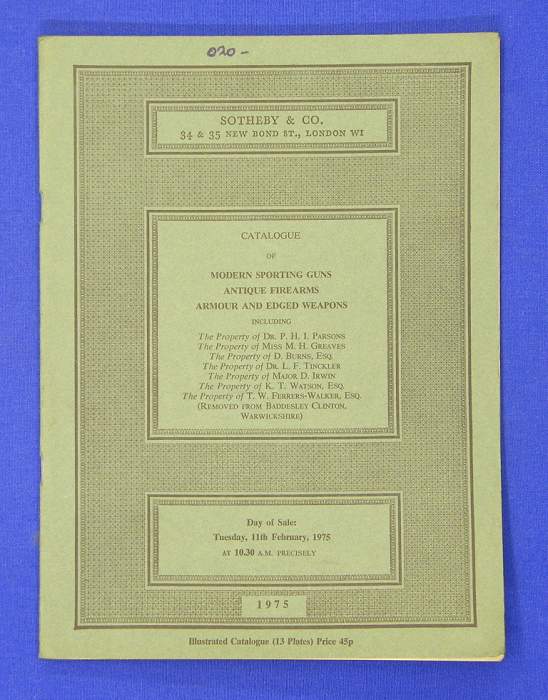 020-
SOTHEBY & CO.
34 & 35 NEW BOND ST., LONDON W1
CATALOGUE
OF
MODERN SPORTING GUNS
ANTIQUE FIREARMS
ARMOUR AND EDGED WEAPONS
INCLUDING
The Property of DR. P. H. I. PARSONS
The Property of MISS M. H. GREAVES
The Property of D. BURNS, ESQ.
The Property of DR. L. F. TINCKLER
The Property of MAJOR D. IRWIN
The Property of K. T. WATSON, ESQ.
The Property of T. W. FERRERS-WALKER, ESQ.
(REMOVED FROM BADDESLEY CLINTON,
WARWICKSHIRE)
Day of Sale:
Tuesday, 11th February, 1975
AT 10.30 A.M. PRECISELY
1975
Illustrated Catalogue (13 Plates) Price 45p